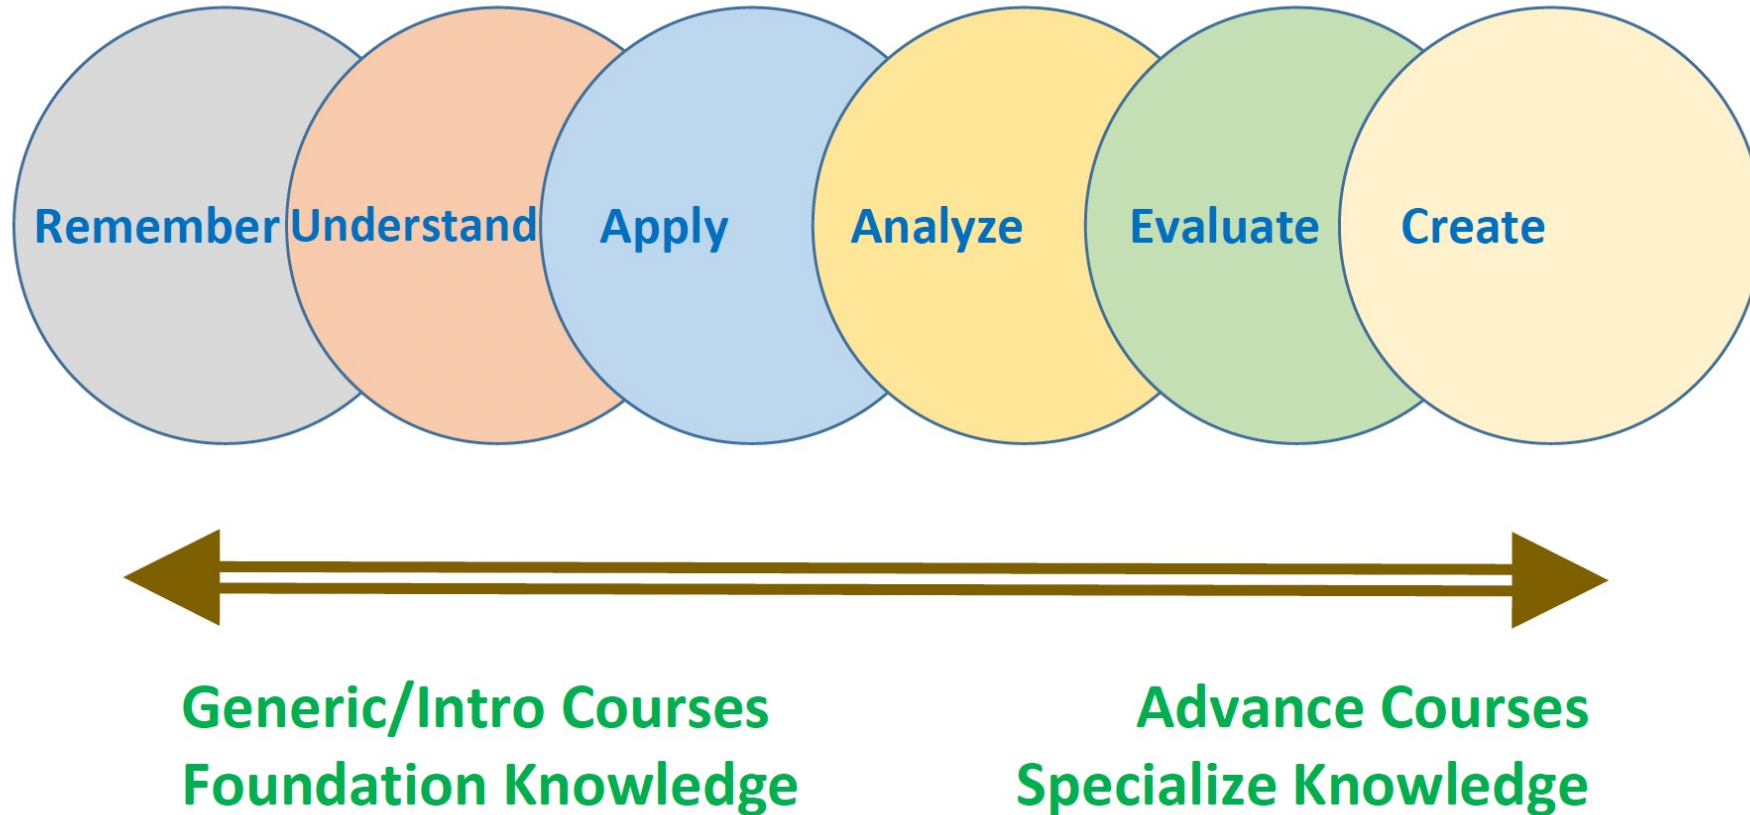 Remember Understand Apply Analyze Evaluate Create
Generic/Intro Courses
Foundation Knowledge
Advance Courses
Specialize Knowledge